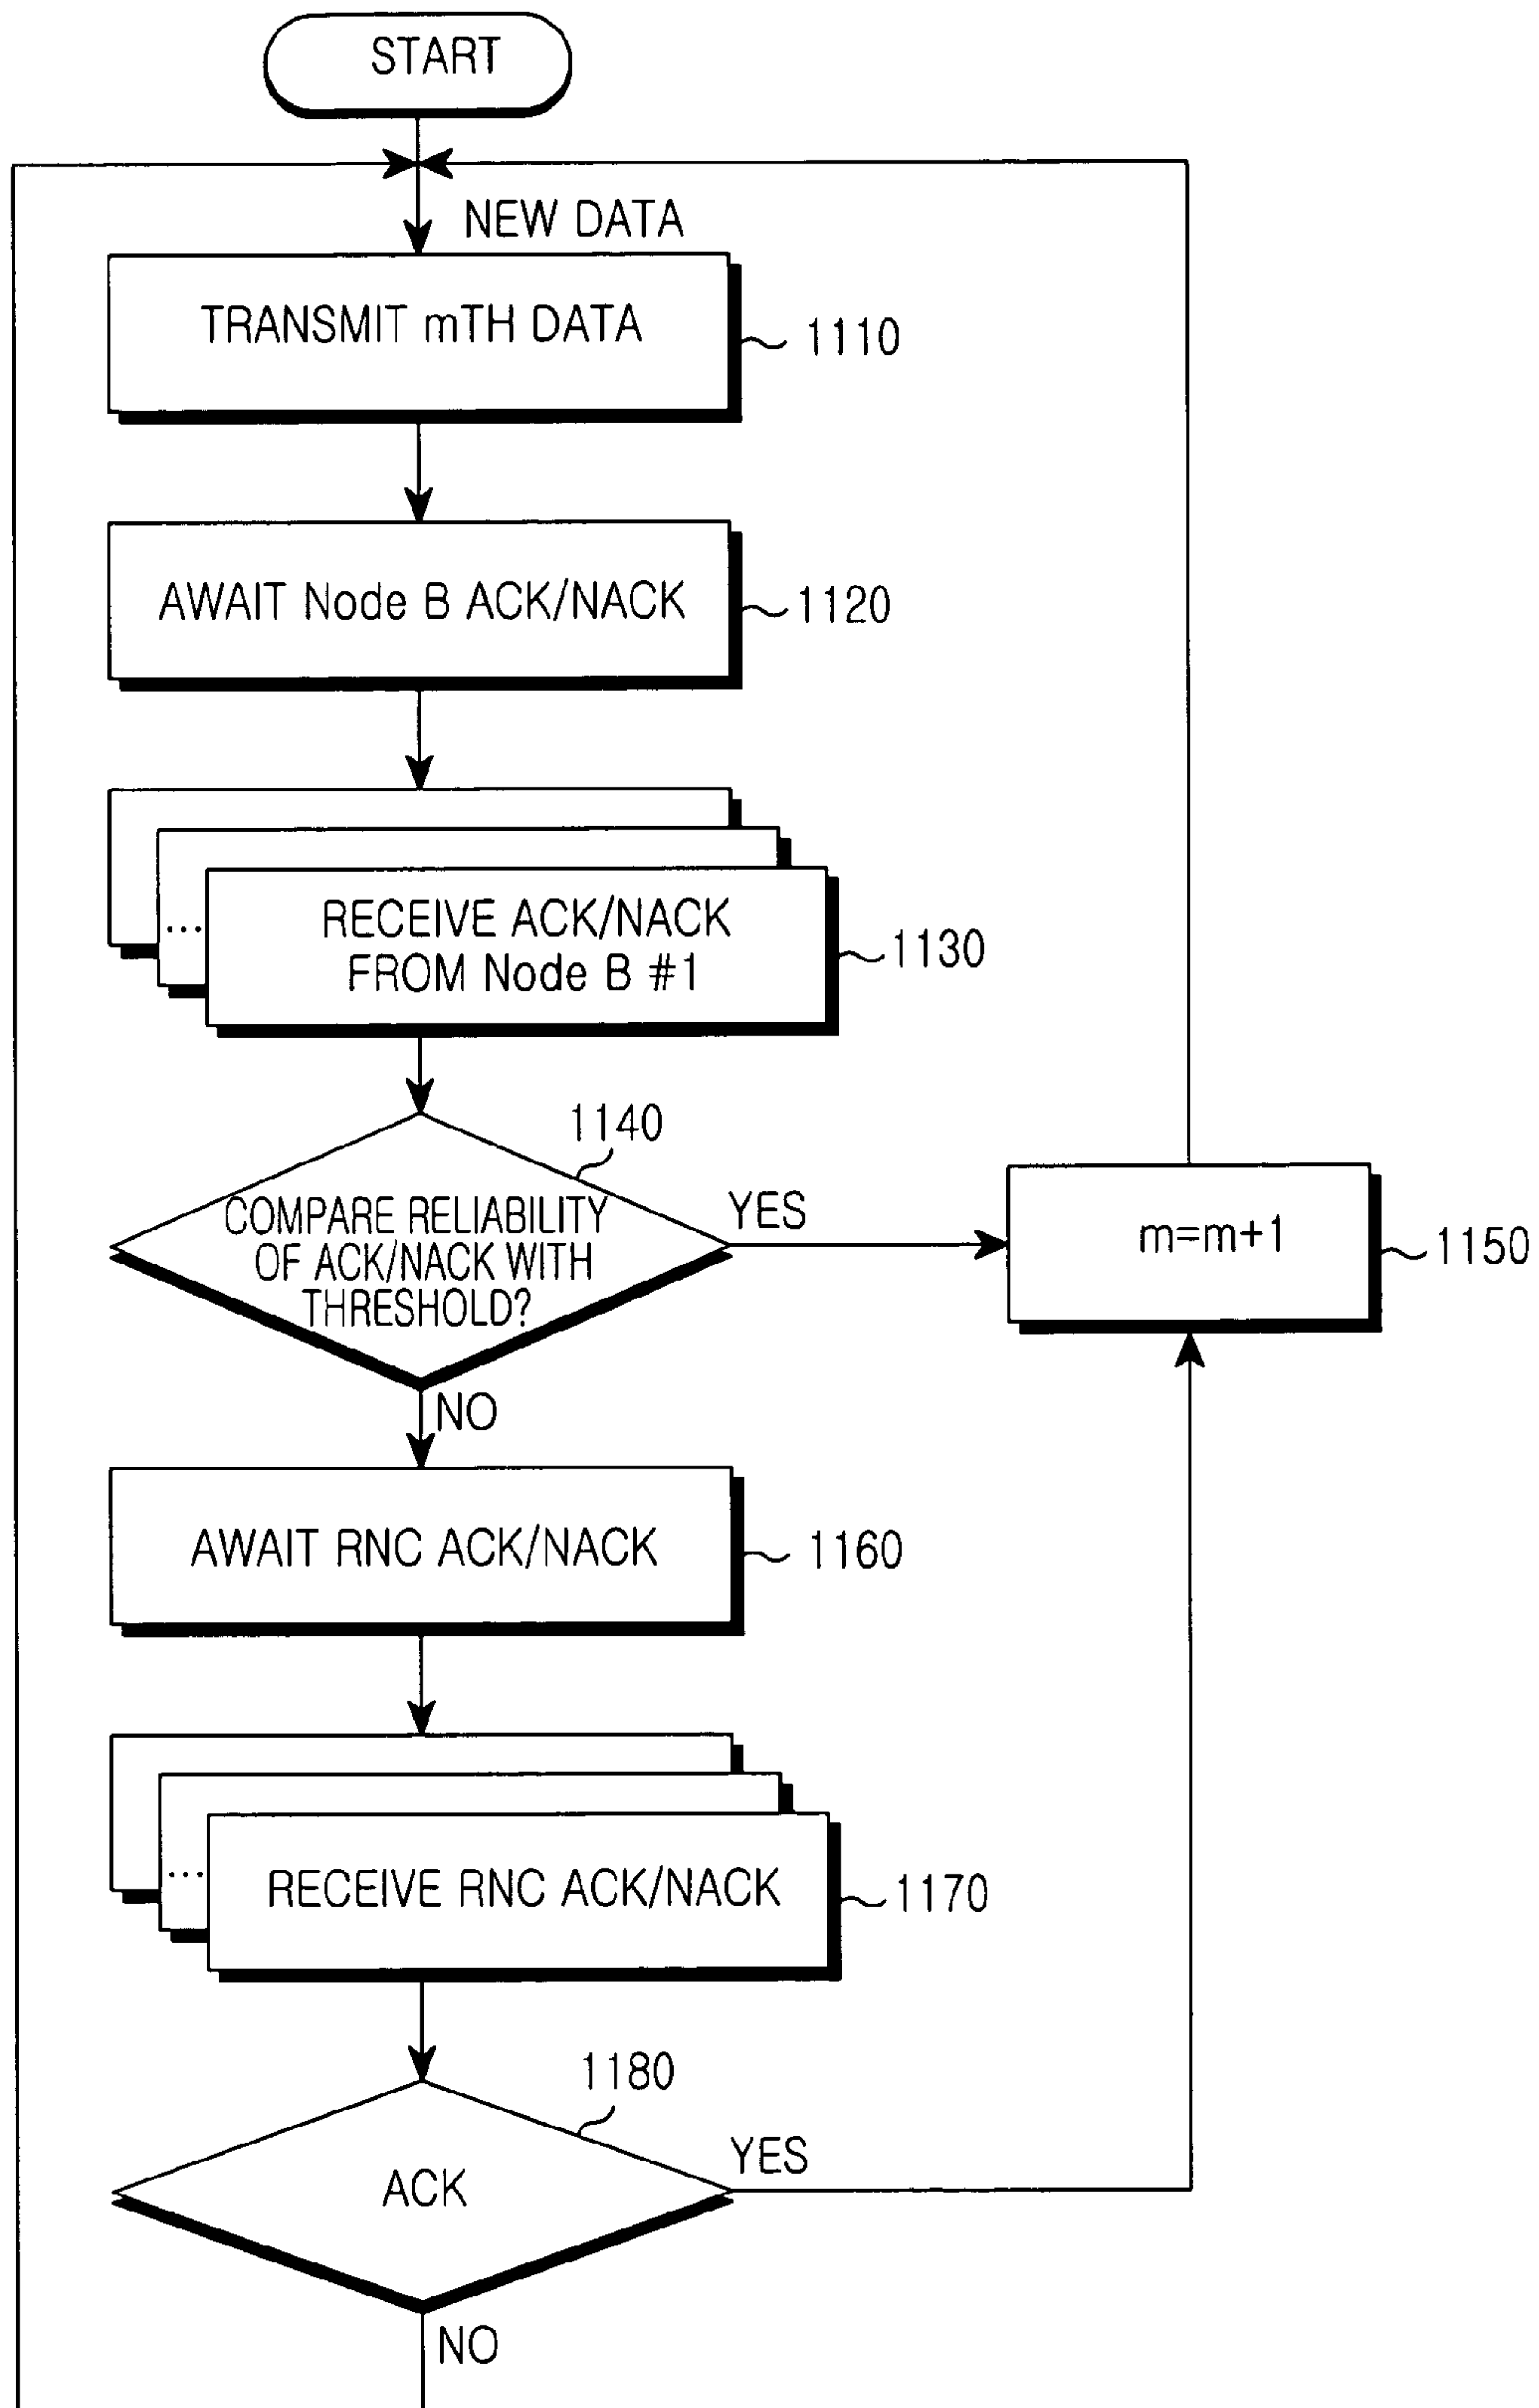 START
NEW DATA
TRANSMIT mTH DATA
1110
AWAIT Node B ACK/NACK
1120
...
RECEIVE ACK/NACK
FROM Node B #1
1130
1140
COMPARE RELIABILITY
OF ACK/NACK WITH
THRESHOLD?
YES
m=m+1
1150
NO
AWAIT RNC ACK/NACK
1160
...
RECEIVE RNC ACK/NACK
1170
1180
ACK
YES
NO